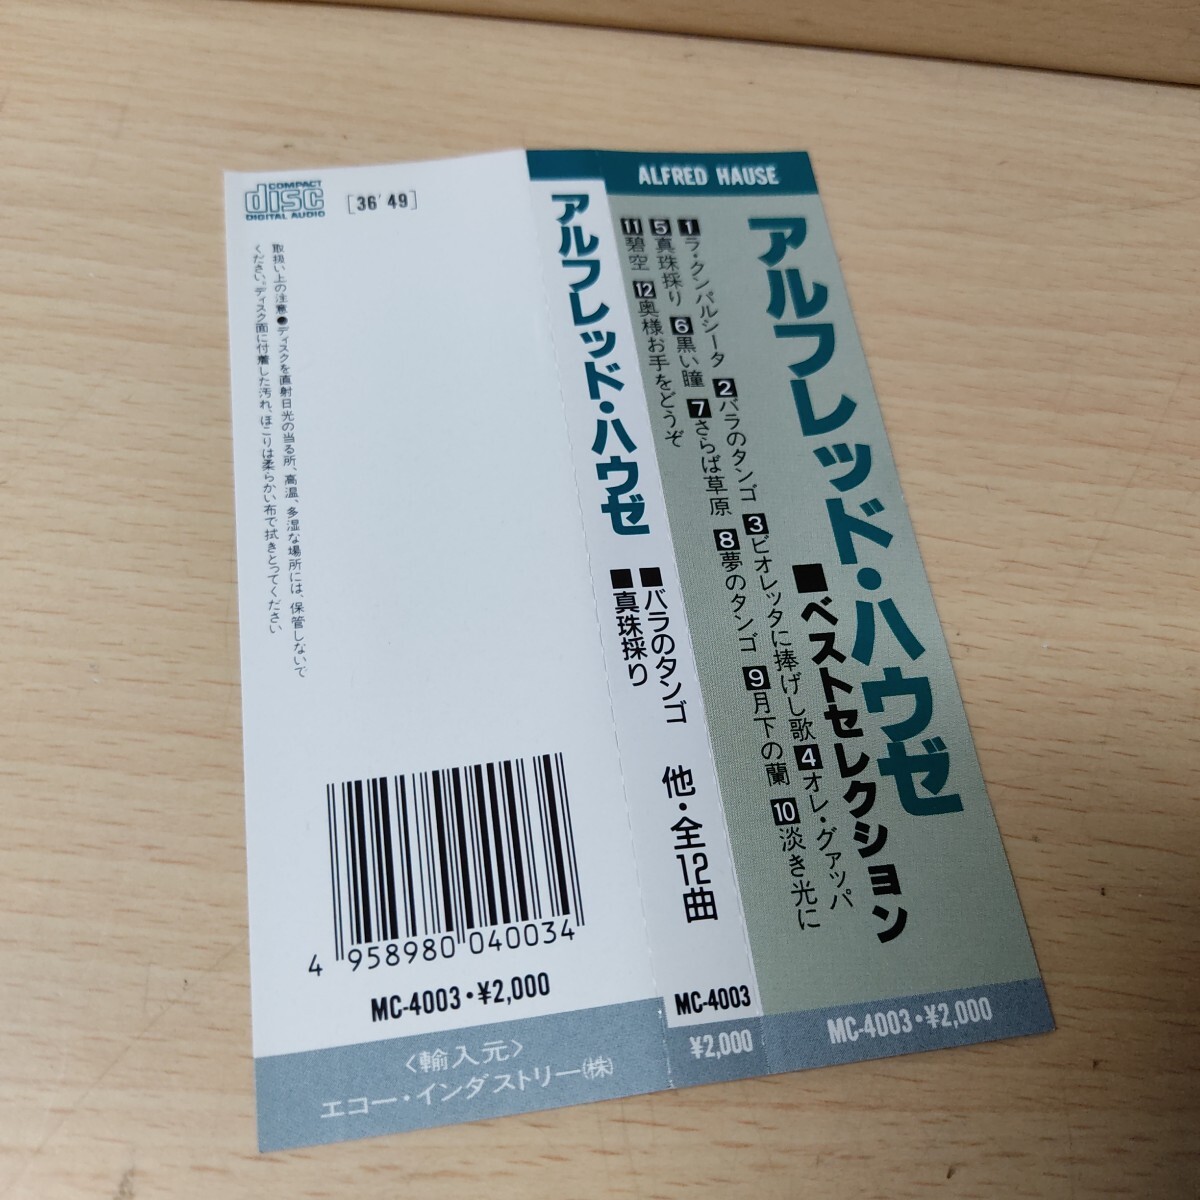 ALFRED HAUSE
アルフレッド・ハウゼ
■ベストセレクション
1ラ・クンパルシータ 2バラのタンゴ 3ビオレッタに捧げし歌 4オレ・グァッパ
5真珠採り 6黒い瞳 7さらば草原 8夢のタンゴ 9月下の蘭 10淡き光に
11碧空 12奥様お手をどうぞ
MC-4003・¥2,000
アルフレッド・ハウゼ
■バラのタンゴ
■真珠採り
他・全12曲
MC-4003
¥2,000
COMPACT
disc
DIGITAL AUDIO
[36'49]
取扱い上の注意●ディスクを直射日光の当る所、高温、多湿な場所には、保管しないで
ください。ディスク面に付着した汚れ、ほこりは柔らかい布で拭きとってください
4 958980 040034
MC-4003・¥2,000
〈輸入元〉
エコー・インダストリー㈱